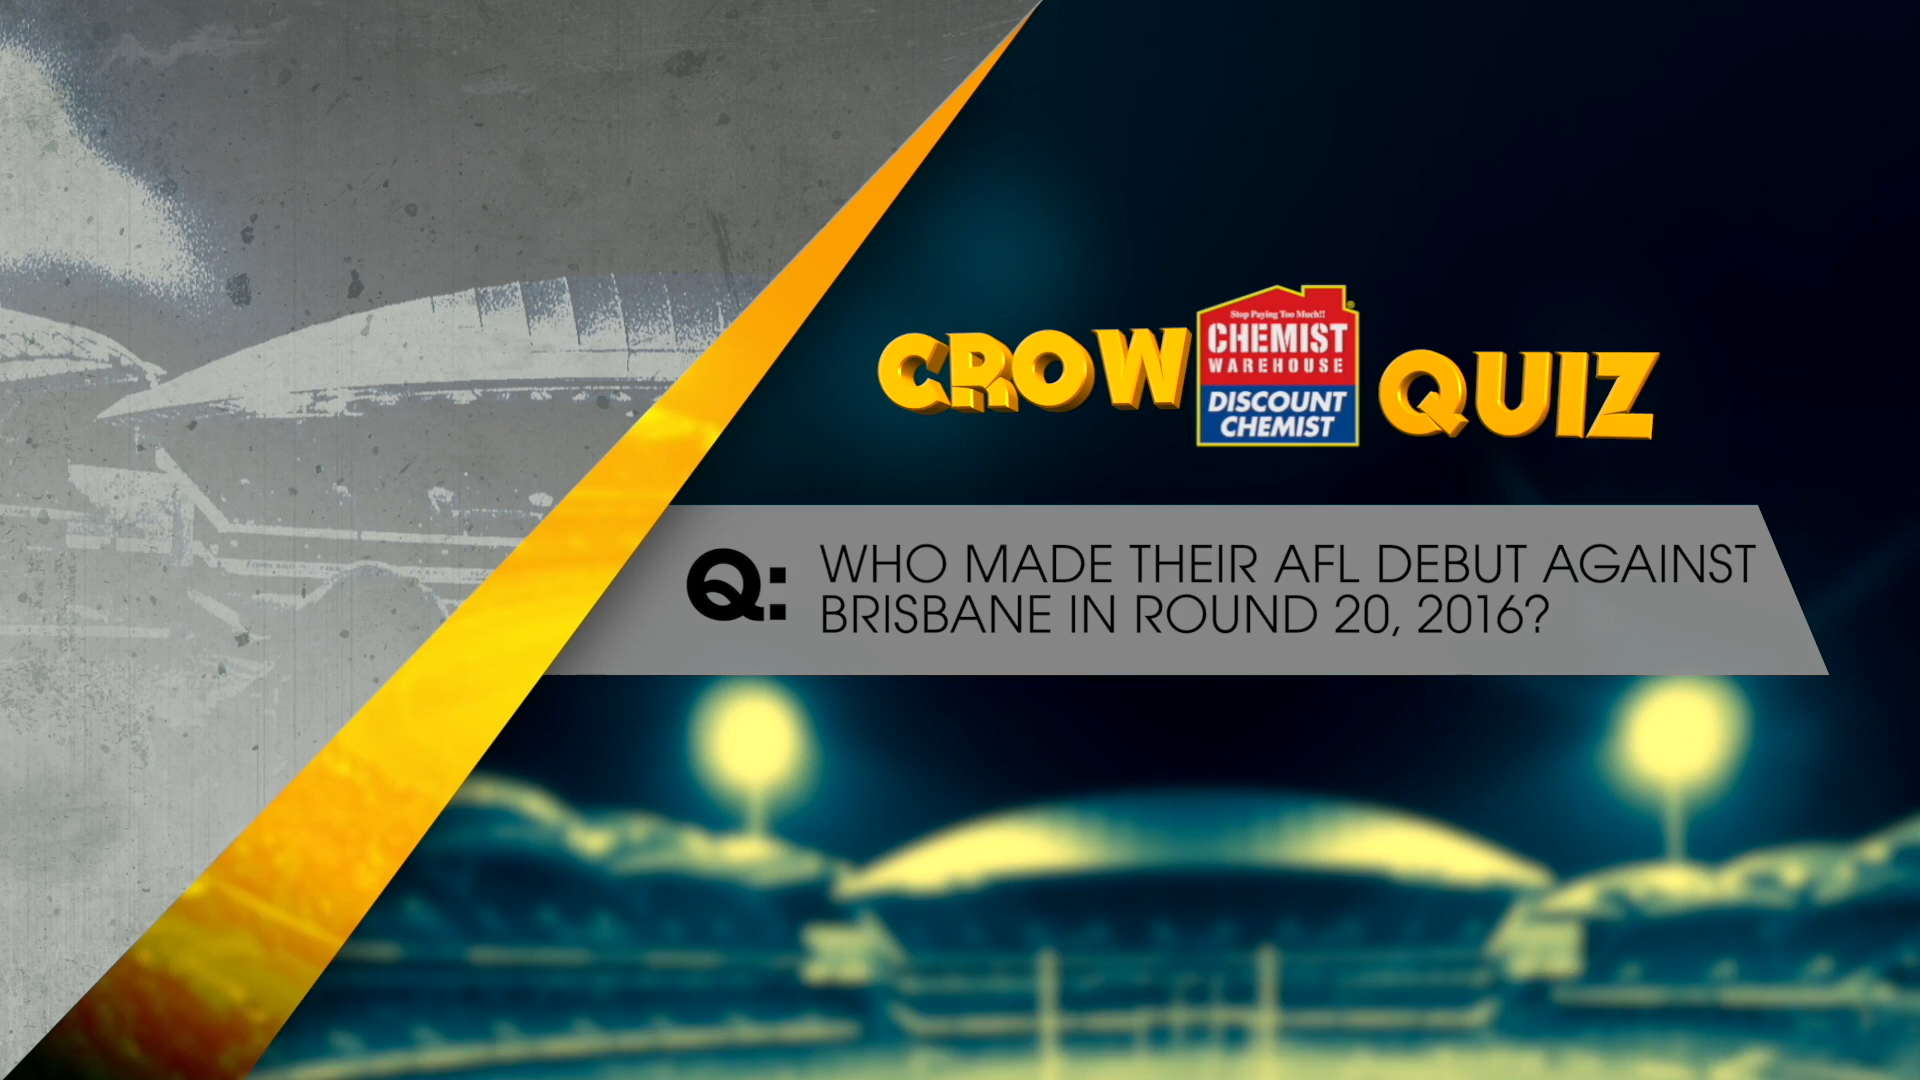 CROW
Stop Paying Too Much!!
CHEMIST
WAREHOUSE
DISCOUNT
CHEMIST
QUIZ
Q: WHO MADE THEIR AFL DEBUT AGAINST
BRISBANE IN ROUND 20, 2016?